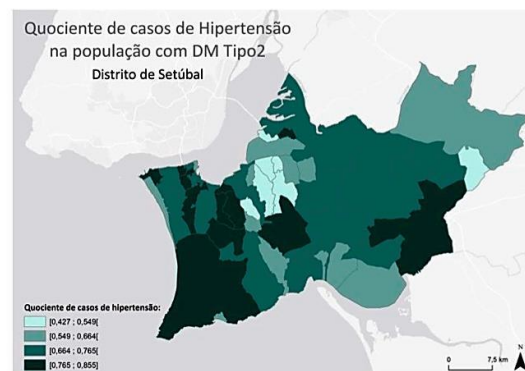 Quociente de casos de Hipertensão
na população com DM Tipo2
Distrito de Setúbal
Quociente de casos de hipertensão:
[0,427 ; 0,549[
[0,549 ; 0,664[
[0,664 ; 0,765[
[0,765 ; 0,855]
N
0 7,5 km